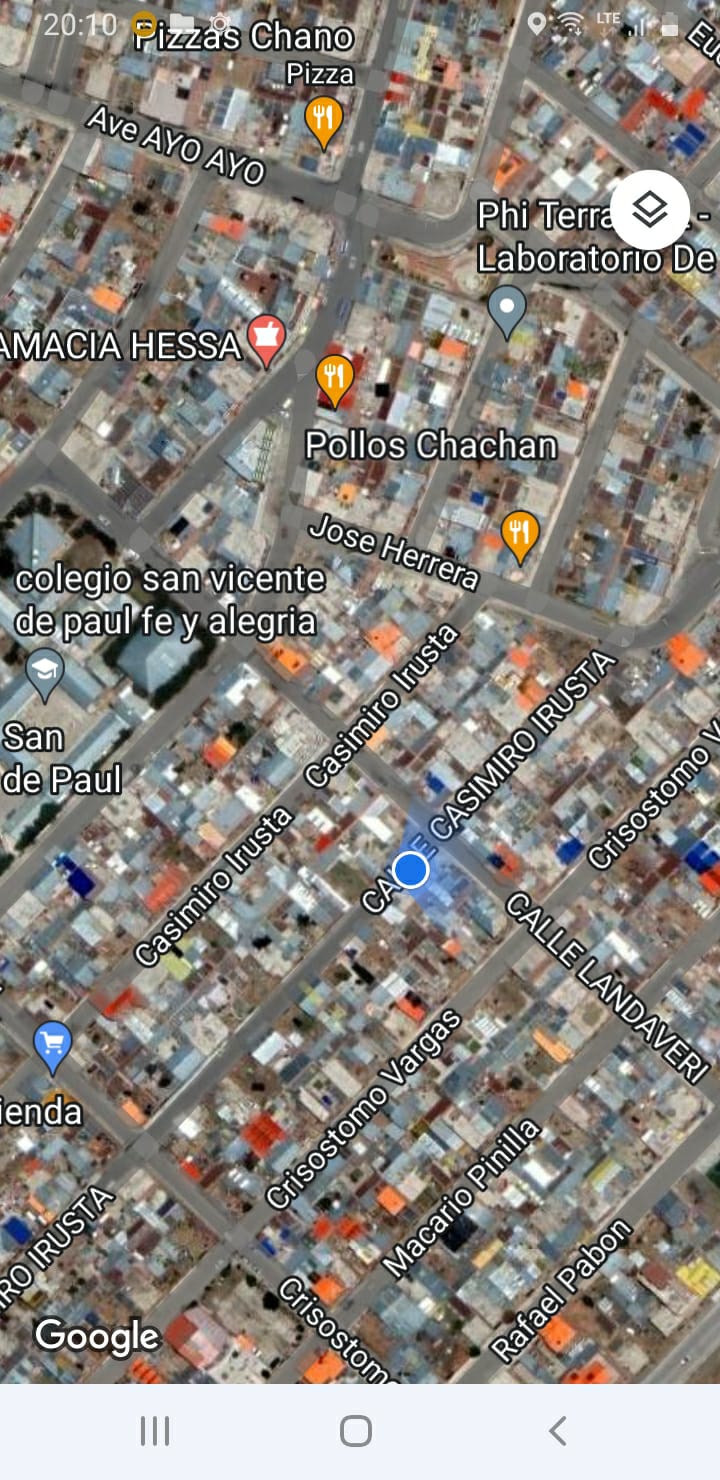 20:10
LTE
Pizzas Chano
Pizza
Ave AYO AYO
Phi Terra -
Laboratorio De
AMACIA HESSA
Pollos Chachan
Jose Herrera
colegio san vicente
de paul fe y alegria
San
de Paul
Casimiro Irusta
CASIMIRO IRUSTA
Crisostomo V
Casimiro Irusta
CALLE LANDAVERI
Crisostomo Vargas
ienda
Macario Pinilla
RO IRUSTA
Rafael Pabon
Crisostomo
Google